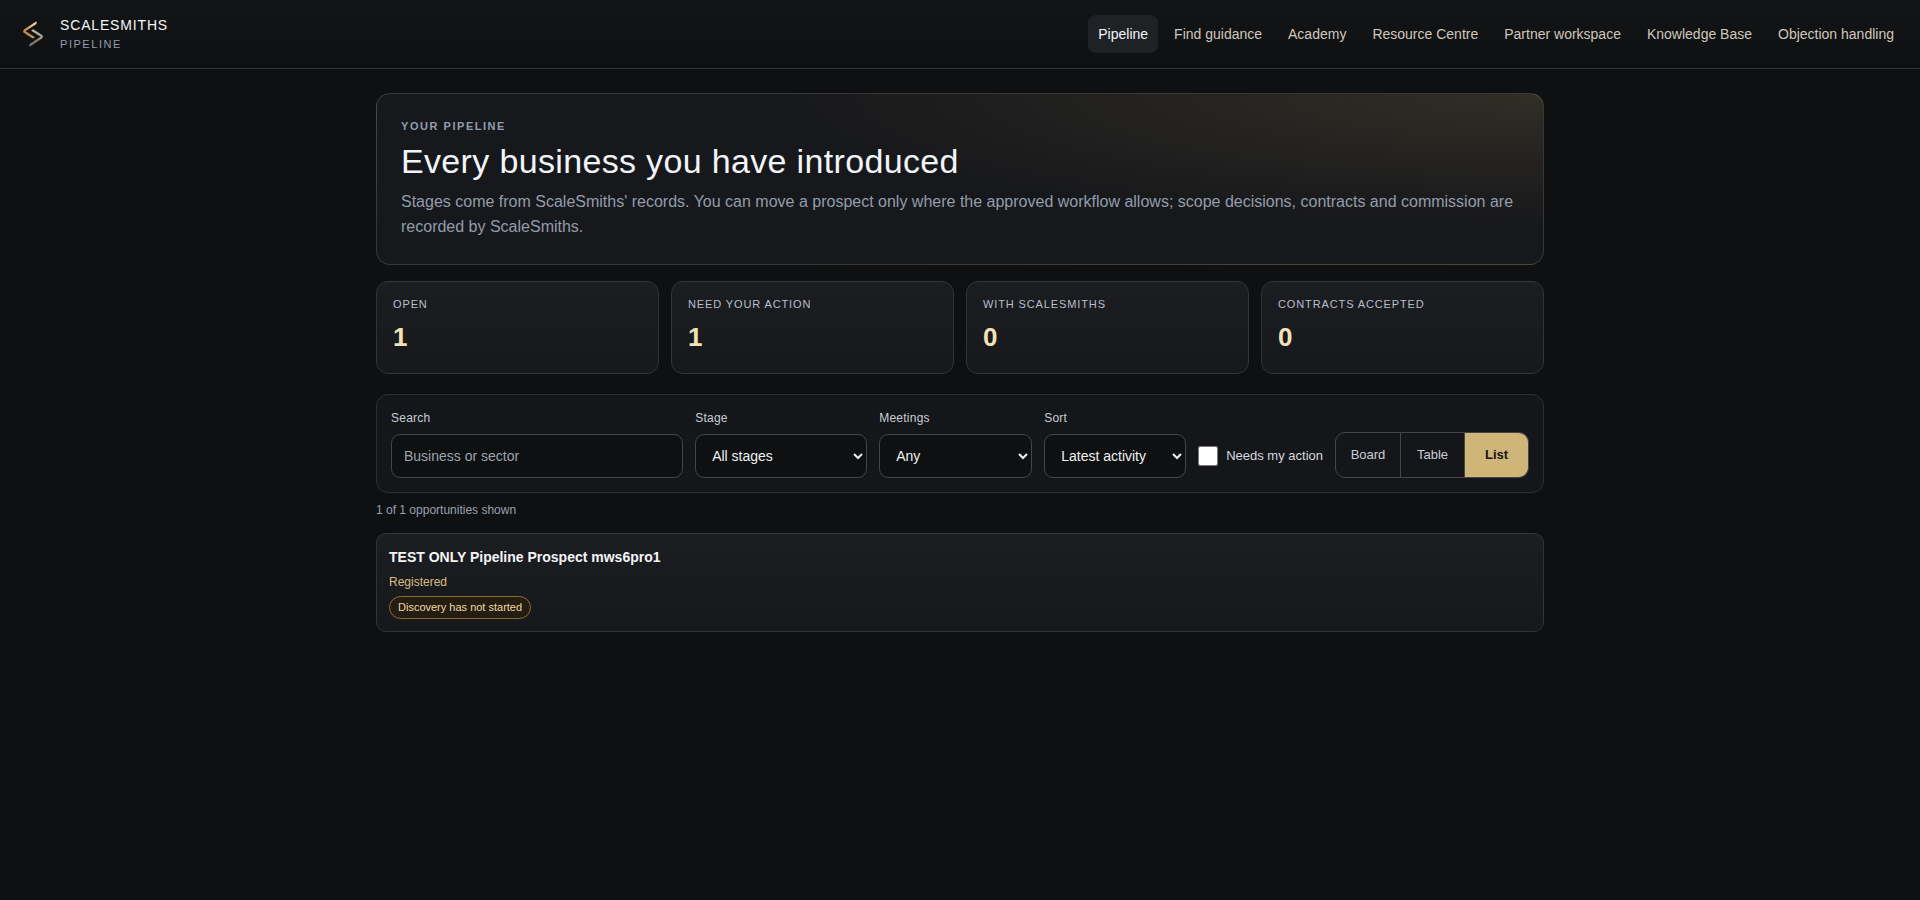 SCALESMITHS
PIPELINE
Pipeline
Find guidance
Academy
Resource Centre
Partner workspace
Knowledge Base
Objection handling
YOUR PIPELINE
Every business you have introduced
Stages come from ScaleSmiths' records. You can move a prospect only where the approved workflow allows; scope decisions, contracts and commission are
recorded by ScaleSmiths.
OPEN
1
NEED YOUR ACTION
1
WITH SCALESMITHS
0
CONTRACTS ACCEPTED
0
Search
Business or sector
Stage
All stages
Meetings
Any
Sort
Latest activity
Needs my action
Board
Table
List
1 of 1 opportunities shown
TEST ONLY Pipeline Prospect mws6pro1
Registered
Discovery has not started